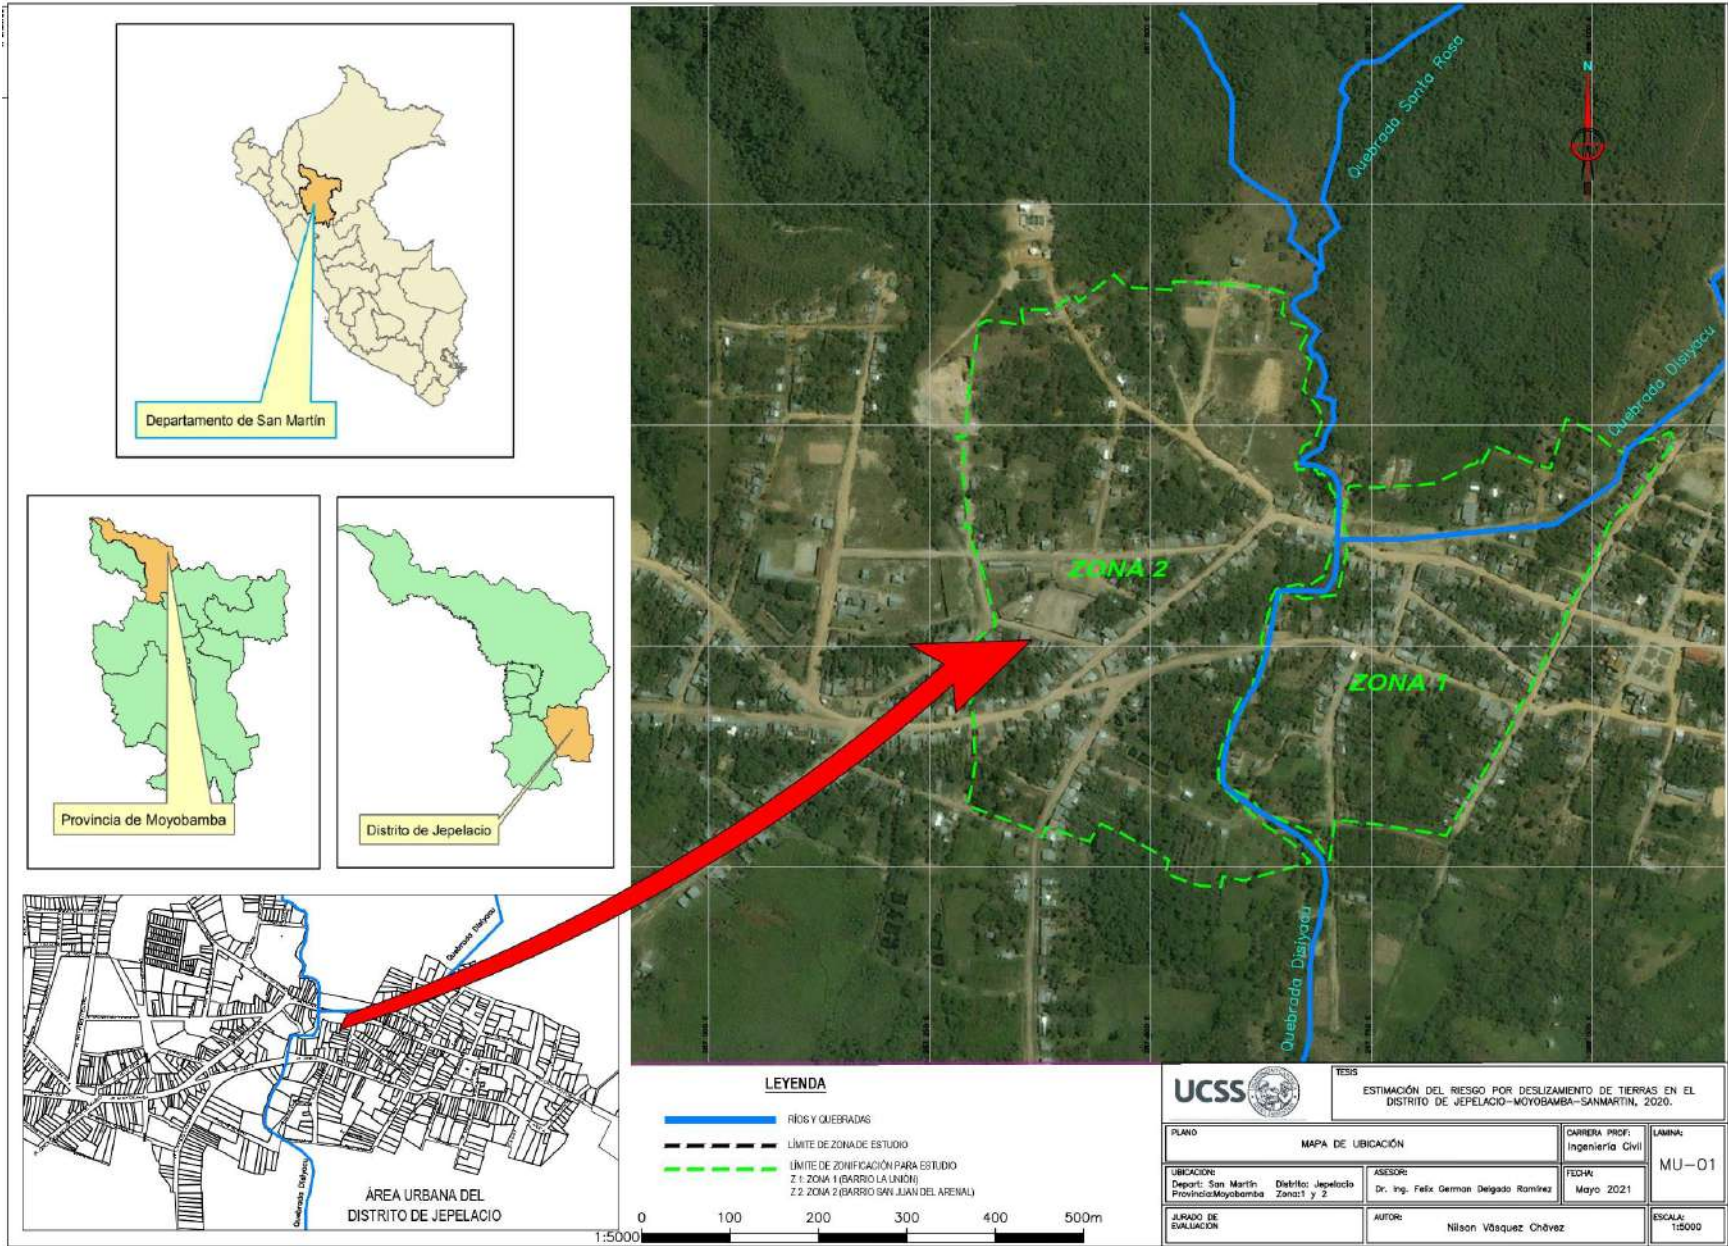 Departamento de San Martín
Provincia de Moyobamba
Distrito de Jepelacio
Quebrada Disiyacu
Quebrada Disiyacu
ÁREA URBANA DEL
DISTRITO DE JEPELACIO
N
Quebrada Santa Rosa
Quebrada Disiyacu
ZONA 2
ZONA 1
Quebrada Disiyacu
LEYENDA
RÍOS Y QUEBRADAS
LÍMITE DE ZONA DE ESTUDIO
LÍMITE DE ZONIFICACIÓN PARA ESTUDIO
Z 1: ZONA 1 (BARRIO LA UNIÓN)
Z 2: ZONA 2 (BARRIO SAN JUAN DEL ARENAL)
0 100 200 300 400 500m
1:5000
UCSS
TESIS
ESTIMACIÓN DEL RIESGO POR DESLIZAMIENTO DE TIERRAS EN EL
DISTRITO DE JEPELACIO-MOYOBAMBA-SANMARTIN, 2020.
PLANO
MAPA DE UBICACIÓN
CARRERA PROF:
Ingeniería Civil
LAMINA:
MU-01
UBICACIÓN:
Depart: San Martín Distrito: Jepelacio
Provincia:Moyobamba Zona:1 y 2
ASESOR:
Dr. Ing. Felix German Delgado Ramírez
FECHA:
Mayo 2021
JURADO DE
EVALUACIÓN
AUTOR:
Nilson Vásquez Chávez
ESCALA:
1:5000